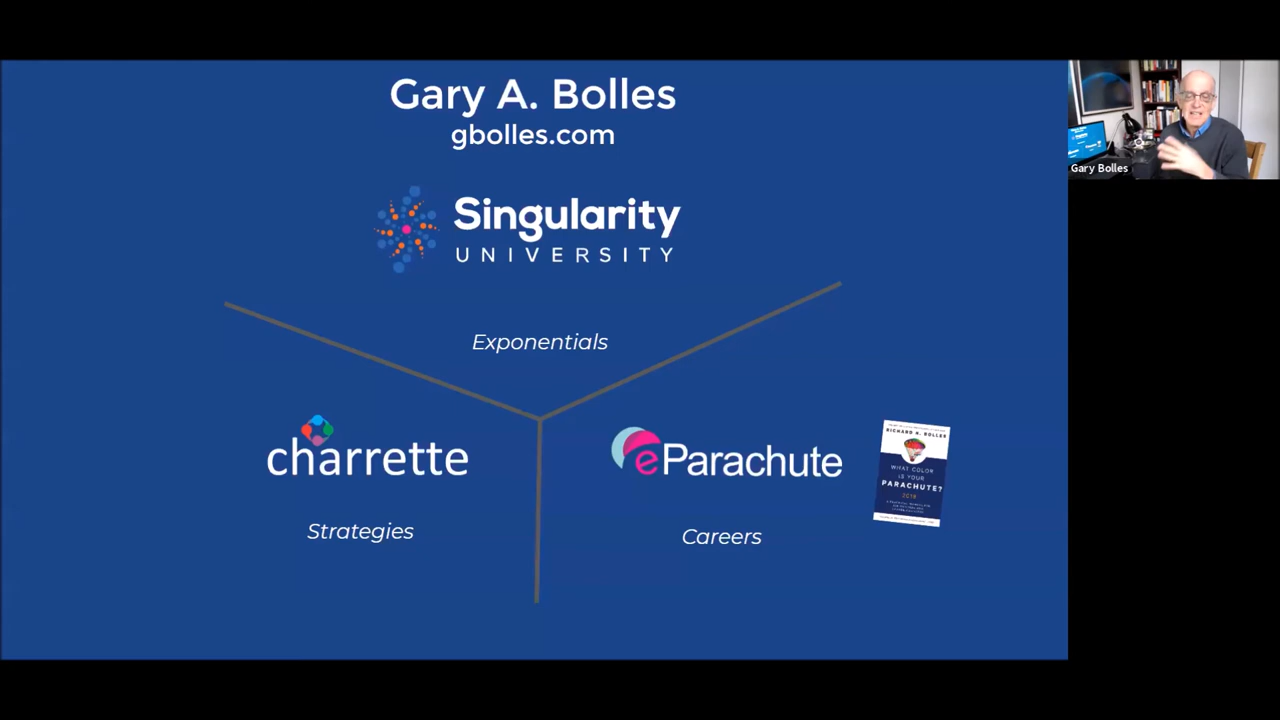 Gary A. Bolles
gbolles.com
Singularity
UNIVERSITY
Exponentials
charrette
Strategies
eParachute
Careers
RICHARD N. BOLLES
WHAT COLOR
IS YOUR
PARACHUTE?
Gary Bolles